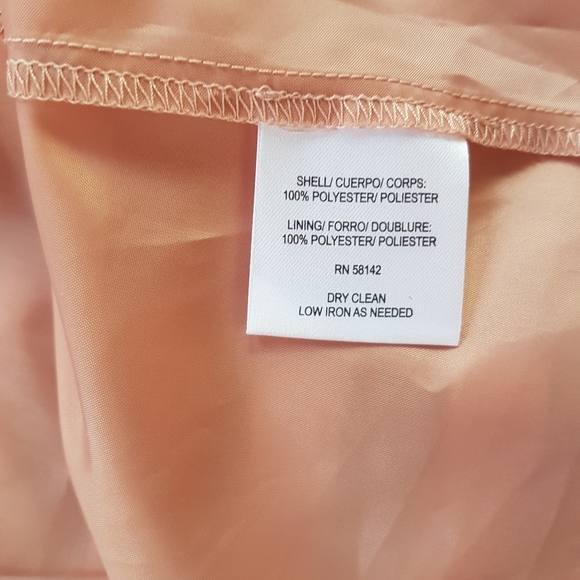 SHELL/ CUERPO/ CORPS:
100% POLYESTER/ POLIESTER
LINING/ FORRO/ DOUBLURE:
100% POLYESTER/ POLIESTER
RN 58142
DRY CLEAN
LOW IRON AS NEEDED